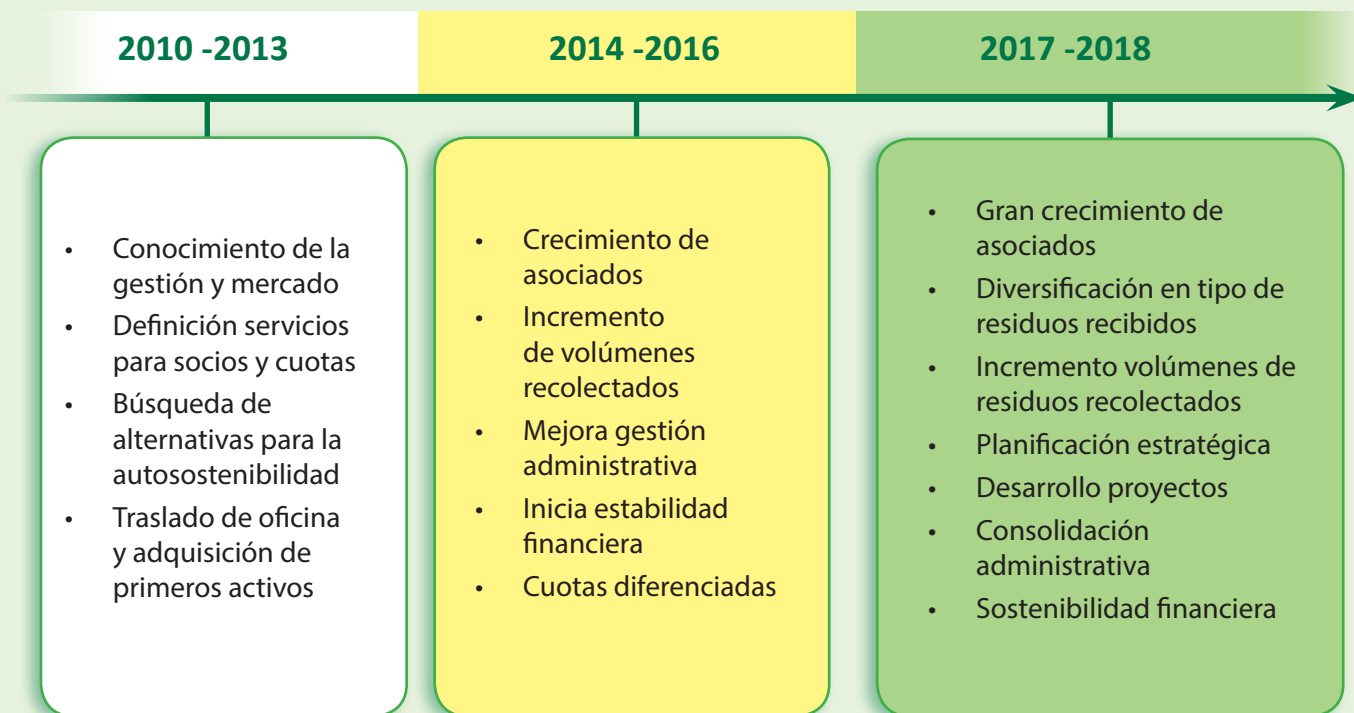 2010 -2013
2014 -2016
2017 -2018
• Conocimiento de la
gestión y mercado
• Definición servicios
para socios y cuotas
• Búsqueda de
alternativas para la
autosostenibilidad
• Traslado de oficina
y adquisición de
primeros activos
• Crecimiento de
asociados
• Incremento
de volúmenes
recolectados
• Mejora gestión
administrativa
• Inicia estabilidad
financiera
• Cuotas diferenciadas
• Gran crecimiento de
asociados
• Diversificación en tipo de
residuos recibidos
• Incremento volúmenes de
residuos recolectados
• Planificación estratégica
• Desarrollo proyectos
• Consolidación
administrativa
• Sostenibilidad financiera